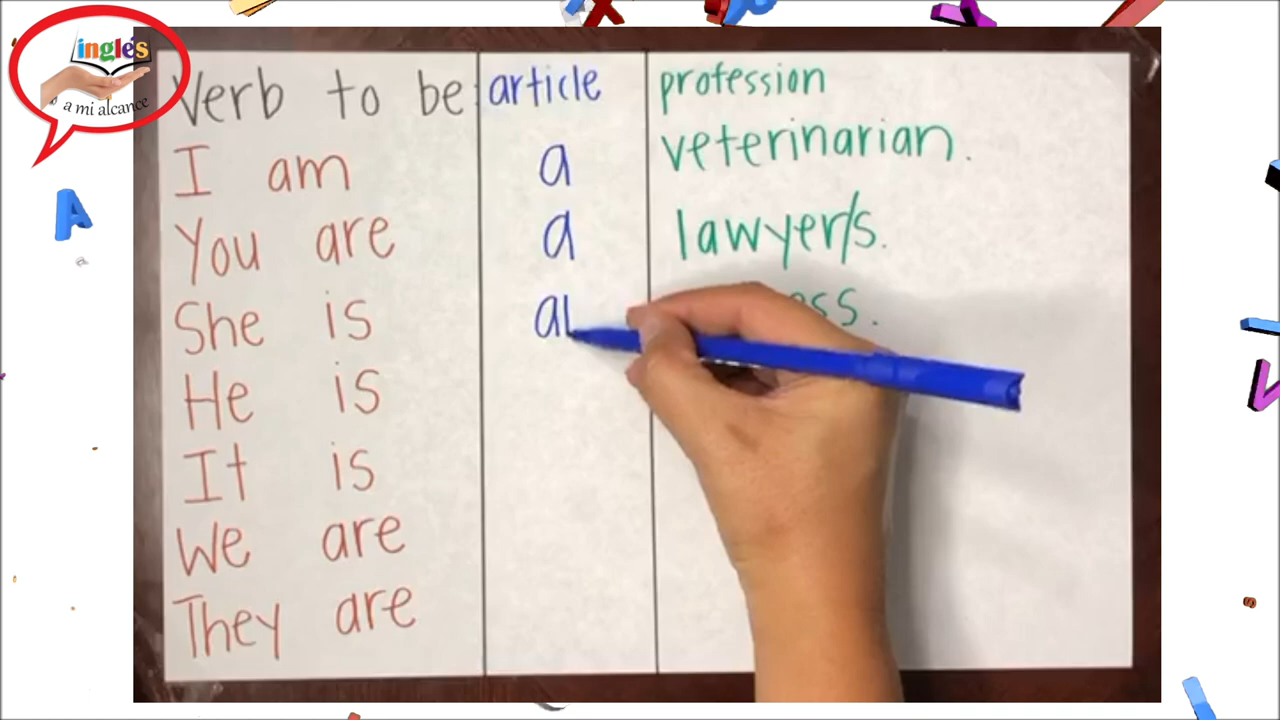 inglés
a mi alcance
Verb to be article profession
I am a veterinarian.
You are a lawyer/s.
She is
He is
It is
We are
They are
A
a